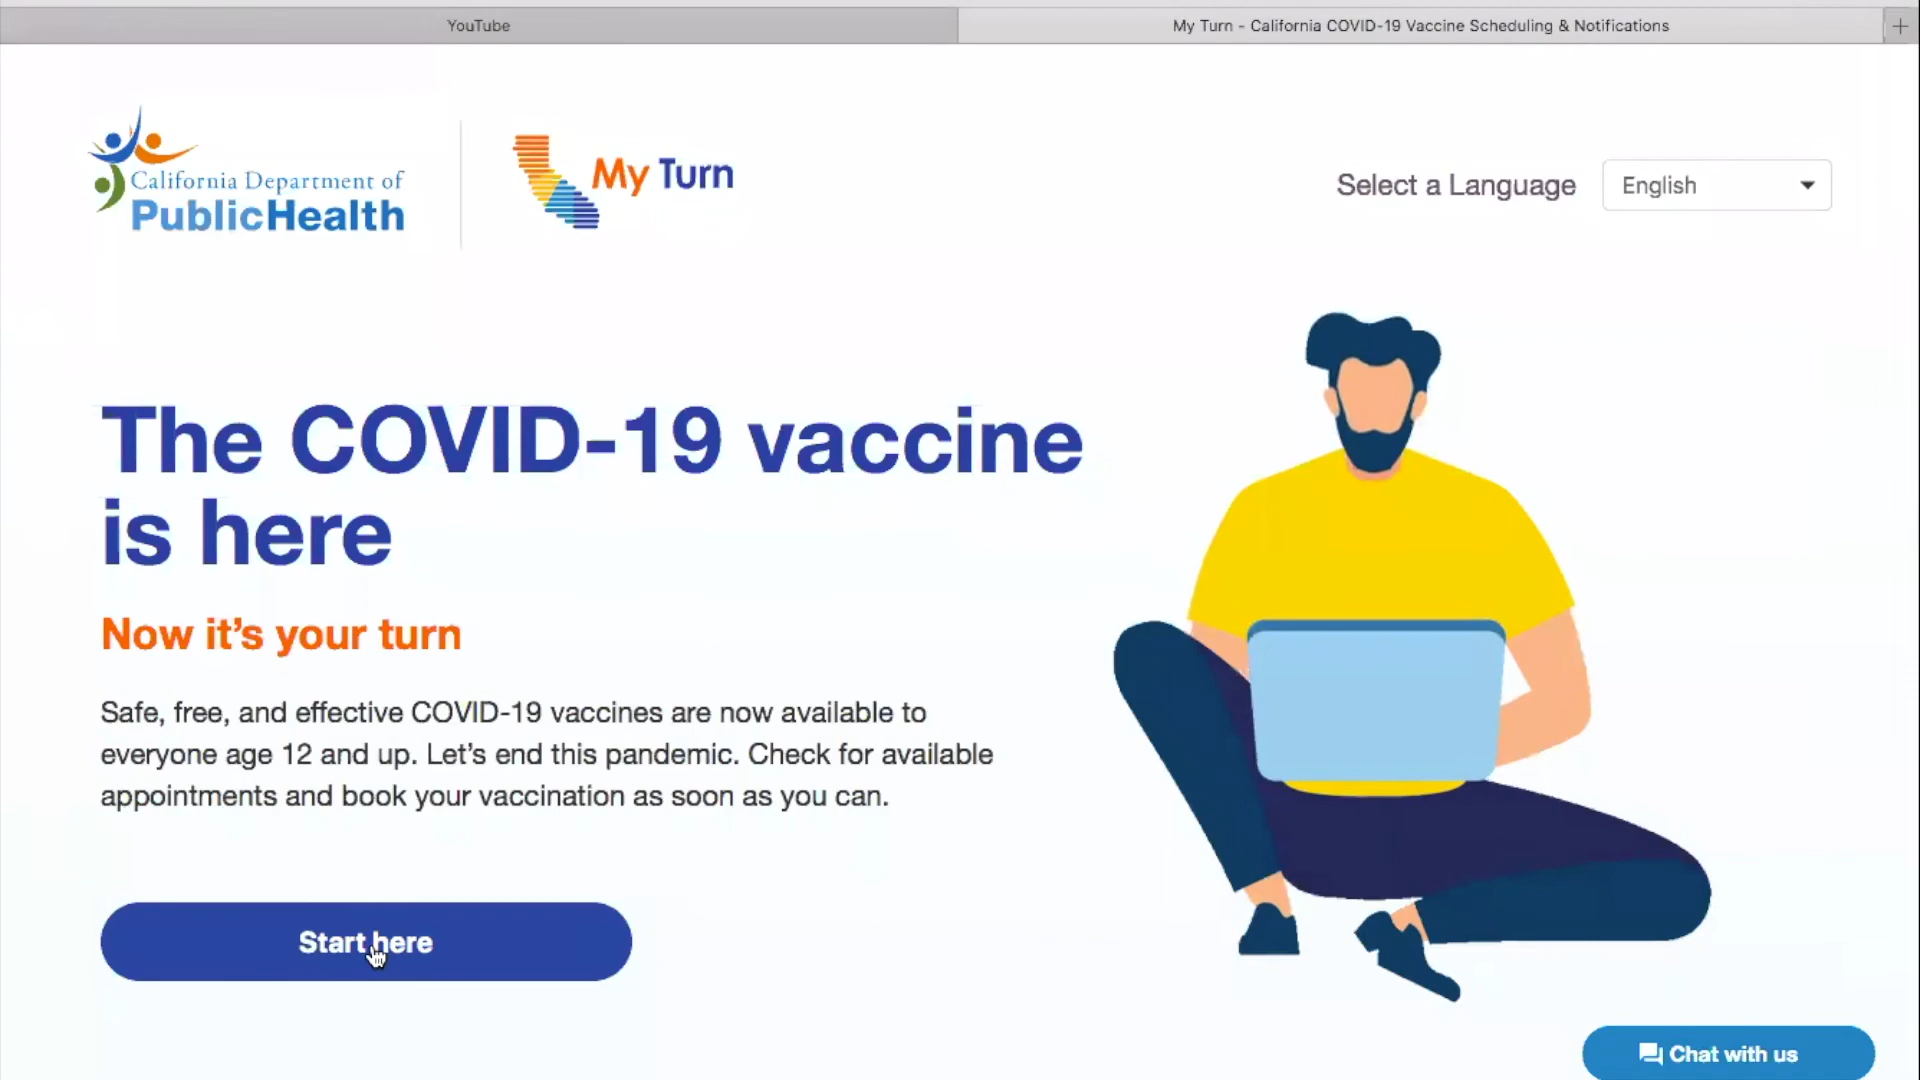 YouTube
My Turn - California COVID-19 Vaccine Scheduling & Notifications
California Department of
PublicHealth
My Turn
Select a Language
English
The COVID-19 vaccine
is here
Now it's your turn
Safe, free, and effective COVID-19 vaccines are now available to
everyone age 12 and up. Let's end this pandemic. Check for available
appointments and book your vaccination as soon as you can.
Start here
Chat with us